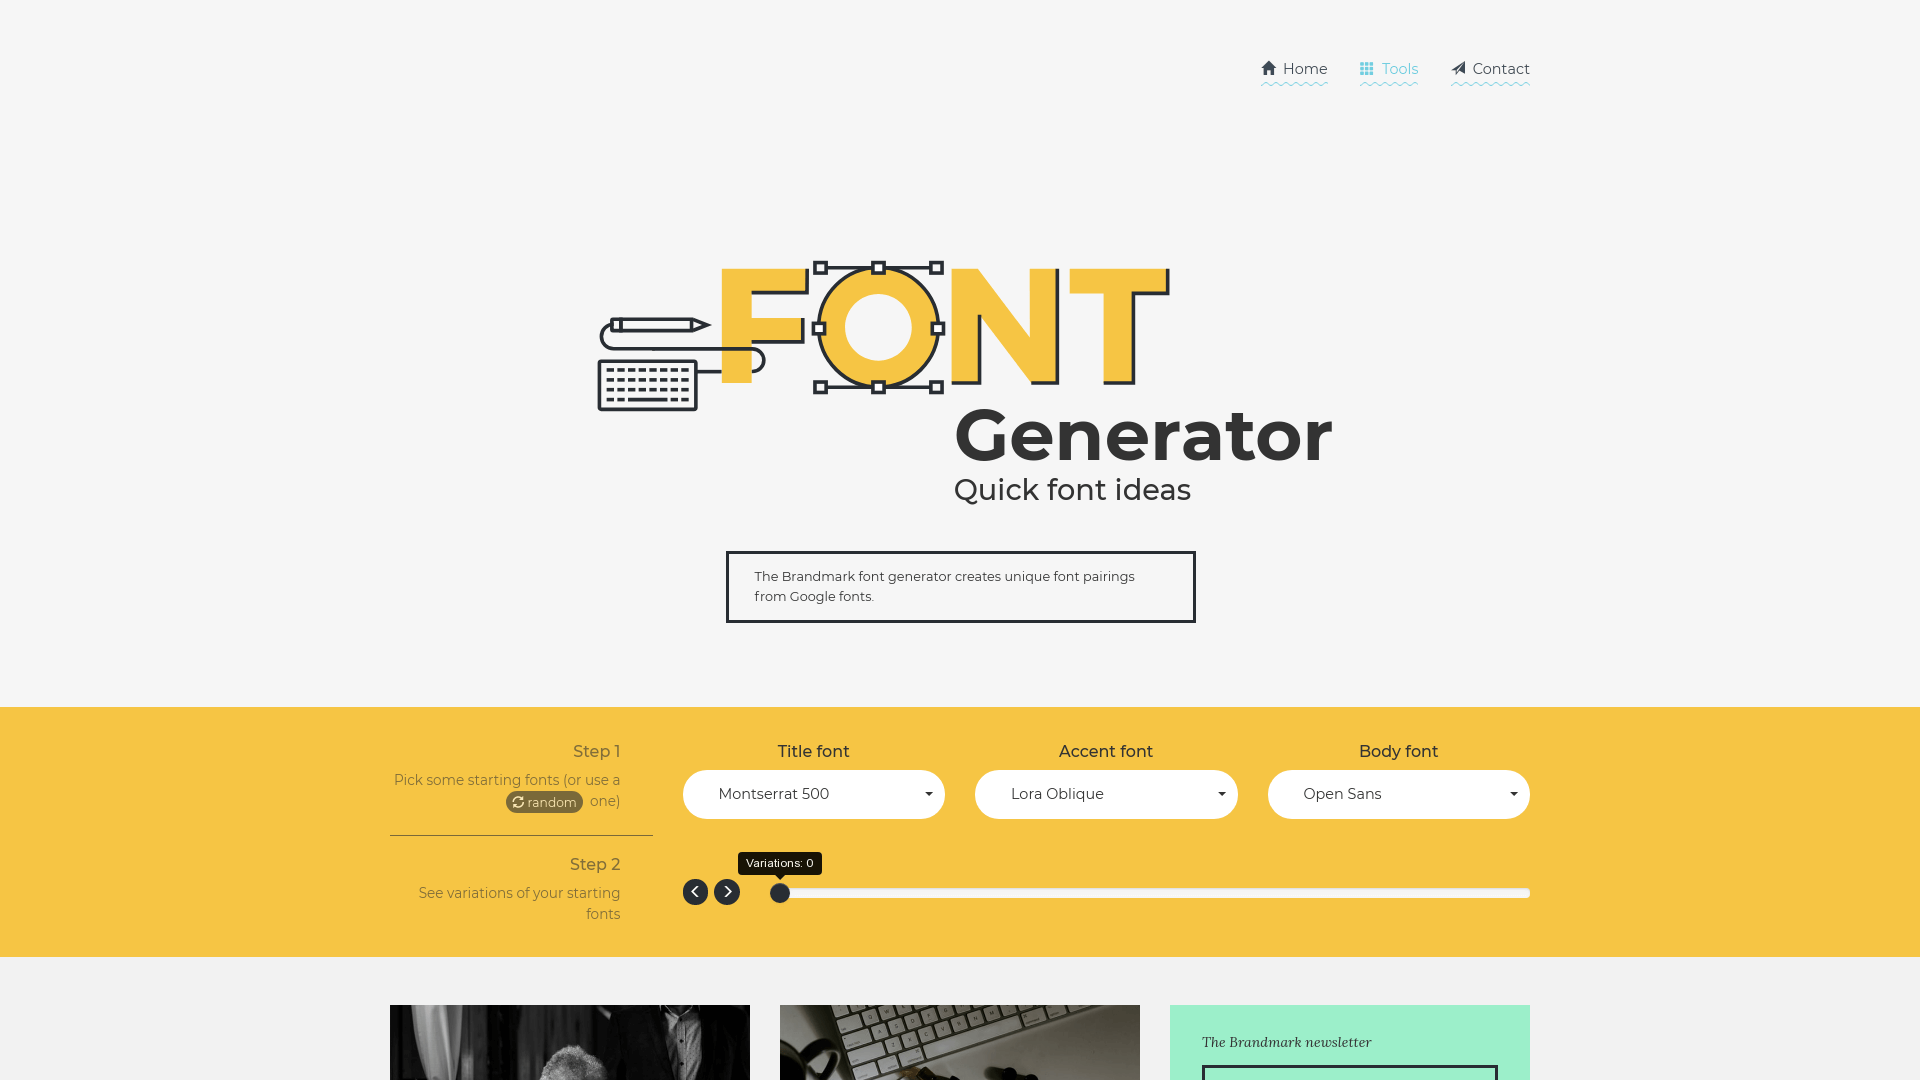 Home
Tools
Contact
FONT
Generator
Quick font ideas
The Brandmark font generator creates unique font pairings
from Google fonts.
Step 1
Pick some starting fonts (or use a
random one)
Title font
Montserrat 500
Accent font
Lora Oblique
Body font
Open Sans
Step 2
See variations of your starting
fonts
Variations: 0
The Brandmark newsletter